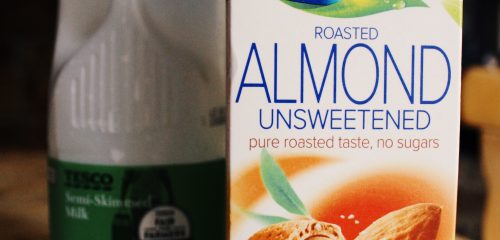 ROASTED
ALMOND
UNSWEETENED
pure roasted taste, no sugars
TESCO
Semi-Skimmed
Milk